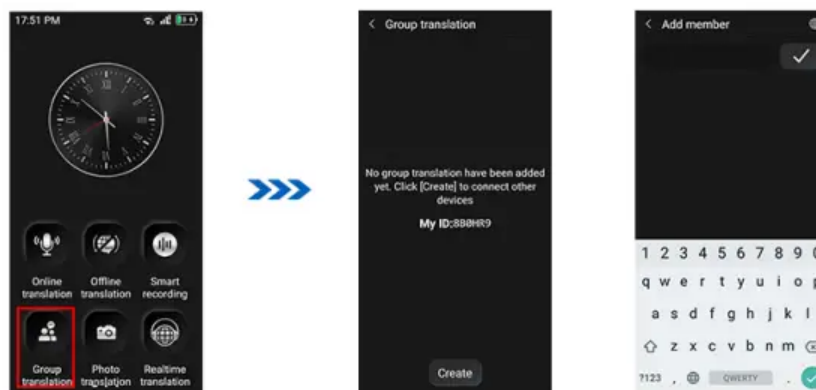 17:51 PM
Online translation
Offline translation
Smart recording
Group translation
Photo translation
Realtime translation
< Group translation
No group translation have been added
yet. Click [Create] to connect other
devices
My ID:8B0HR9
Create
< Add member
1 2 3 4 5 6 7 8 9 0
q w e r t y u i o p
a s d f g h j k l
z x c v b n m
?123 , QWERTY .